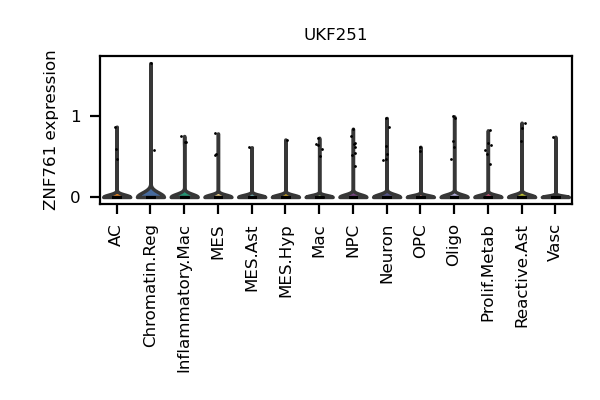 UKF251
ZNF761 expression
1
0
AC
Chromatin.Reg
Inflammatory.Mac
MES
MES.Ast
MES.Hyp
Mac
NPC
Neuron
OPC
Oligo
Prolif.Metab
Reactive.Ast
Vasc